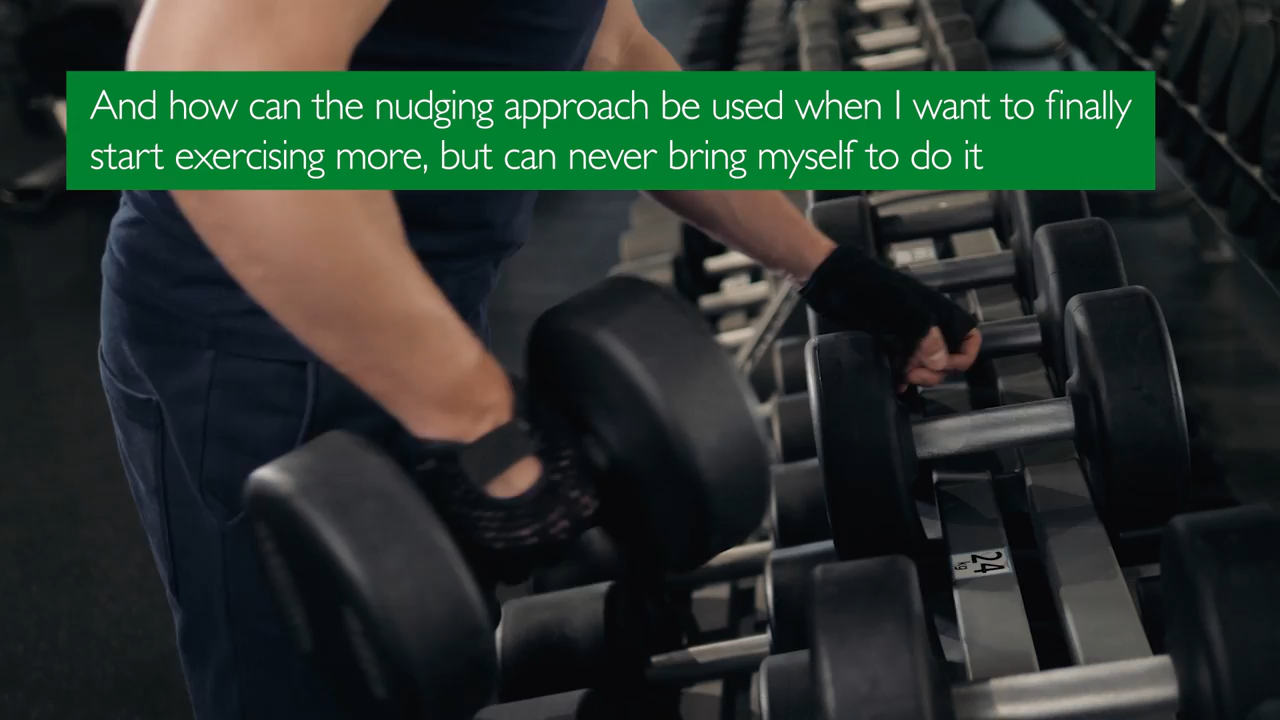 And how can the nudging approach be used when I want to finally
start exercising more, but can never bring myself to do it
24
kg